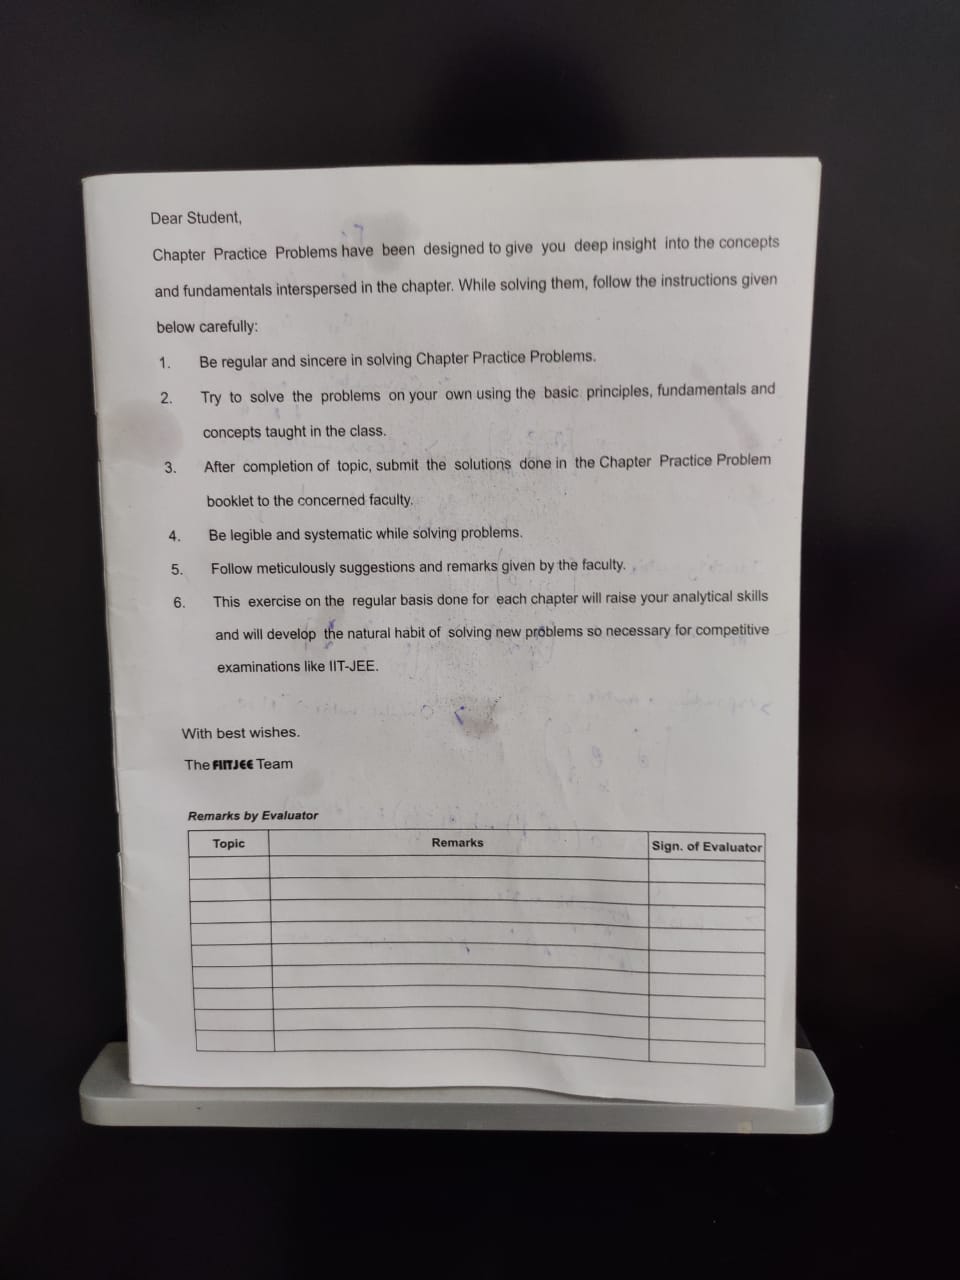 Dear Student,
Chapter Practice Problems have been designed to give you deep insight into the concepts
and fundamentals interspersed in the chapter. While solving them, follow the instructions given
below carefully:
1. Be regular and sincere in solving Chapter Practice Problems.
2. Try to solve the problems on your own using the basic principles, fundamentals and
concepts taught in the class.
3. After completion of topic, submit the solutions done in the Chapter Practice Problem
booklet to the concerned faculty.
4. Be legible and systematic while solving problems.
5. Follow meticulously suggestions and remarks given by the faculty.
6. This exercise on the regular basis done for each chapter will raise your analytical skills
and will develop the natural habit of solving new problems so necessary for competitive
examinations like IIT-JEE.
With best wishes.
The FIITJEE Team
Remarks by Evaluator
Topic Remarks Sign. of Evaluator